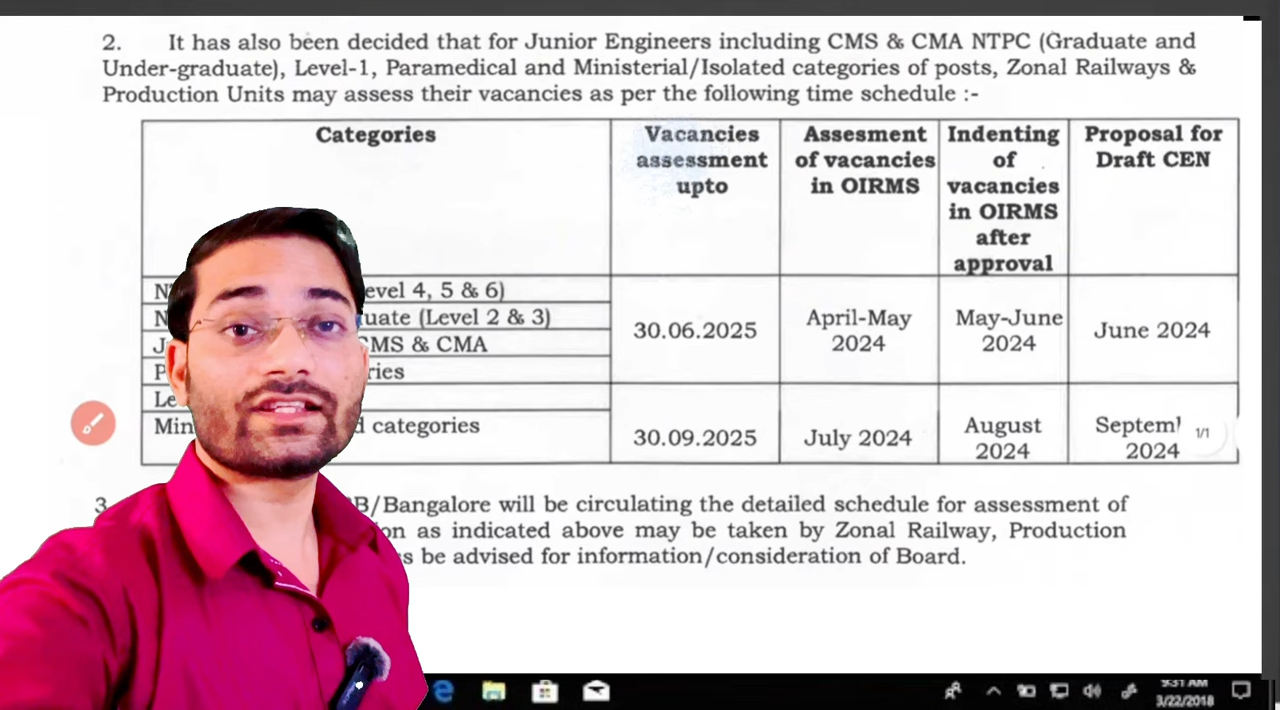 2. It has also been decided that for Junior Engineers including CMS & CMA NTPC (Graduate and
Under-graduate), Level-1, Paramedical and Ministerial/Isolated categories of posts, Zonal Railways &
Production Units may assess their vacancies as per the following time schedule :-
Categories
Vacancies
assessment
upto
Assesment
of vacancies
in OIRMS
Indenting
of
vacancies
in OIRMS
after
approval
Proposal for
Draft CEN
4, 5 & 6)
(Level 2 & 3)
CMS & CMA
30.06.2025
April-May
2024
May-June
2024
June 2024
categories
30.09.2025
July 2024
August
2024
2024
1/1
3.
B/Bangalore will be circulating the detailed schedule for assessment of
as indicated above may be taken by Zonal Railway, Production
be advised for information/consideration of Board.
9:31 AM
3/22/2018